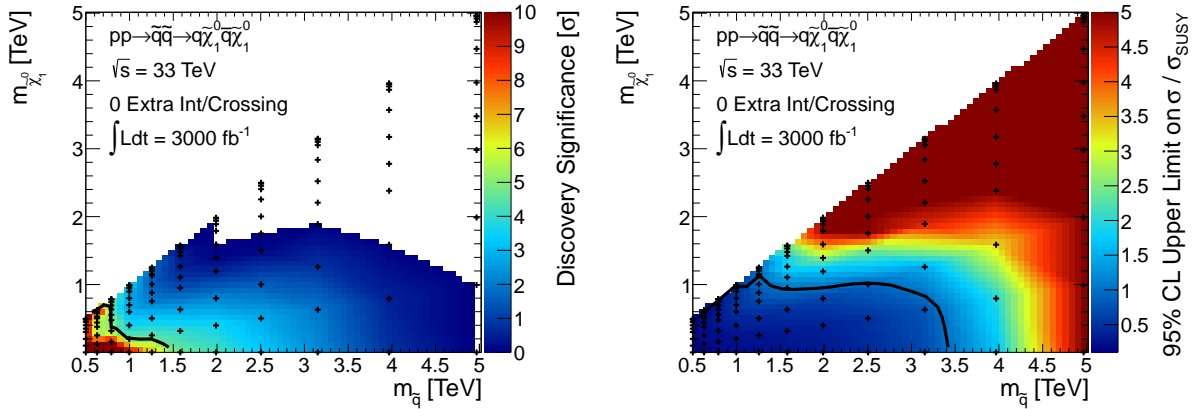 m_χ̃₁⁰ [TeV]
pp→q̃q̃→qχ̃₁⁰qχ̃₁⁰
√s = 33 TeV
0 Extra Int/Crossing
∫Ldt = 3000 fb⁻¹
5
4
3
2
1
0
0.5 1 1.5 2 2.5 3 3.5 4 4.5 5
m_q̃ [TeV]
10
9
8
7
6
5
4
3
2
1
0
Discovery Significance [σ]
m_χ̃₁⁰ [TeV]
pp→q̃q̃→qχ̃₁⁰qχ̃₁⁰
√s = 33 TeV
0 Extra Int/Crossing
∫Ldt = 3000 fb⁻¹
5
4
3
2
1
0
0.5 1 1.5 2 2.5 3 3.5 4 4.5 5
m_q̃ [TeV]
5
4.5
4
3.5
3
2.5
2
1.5
1
0.5
95% CL Upper Limit on σ / σ_SUSY